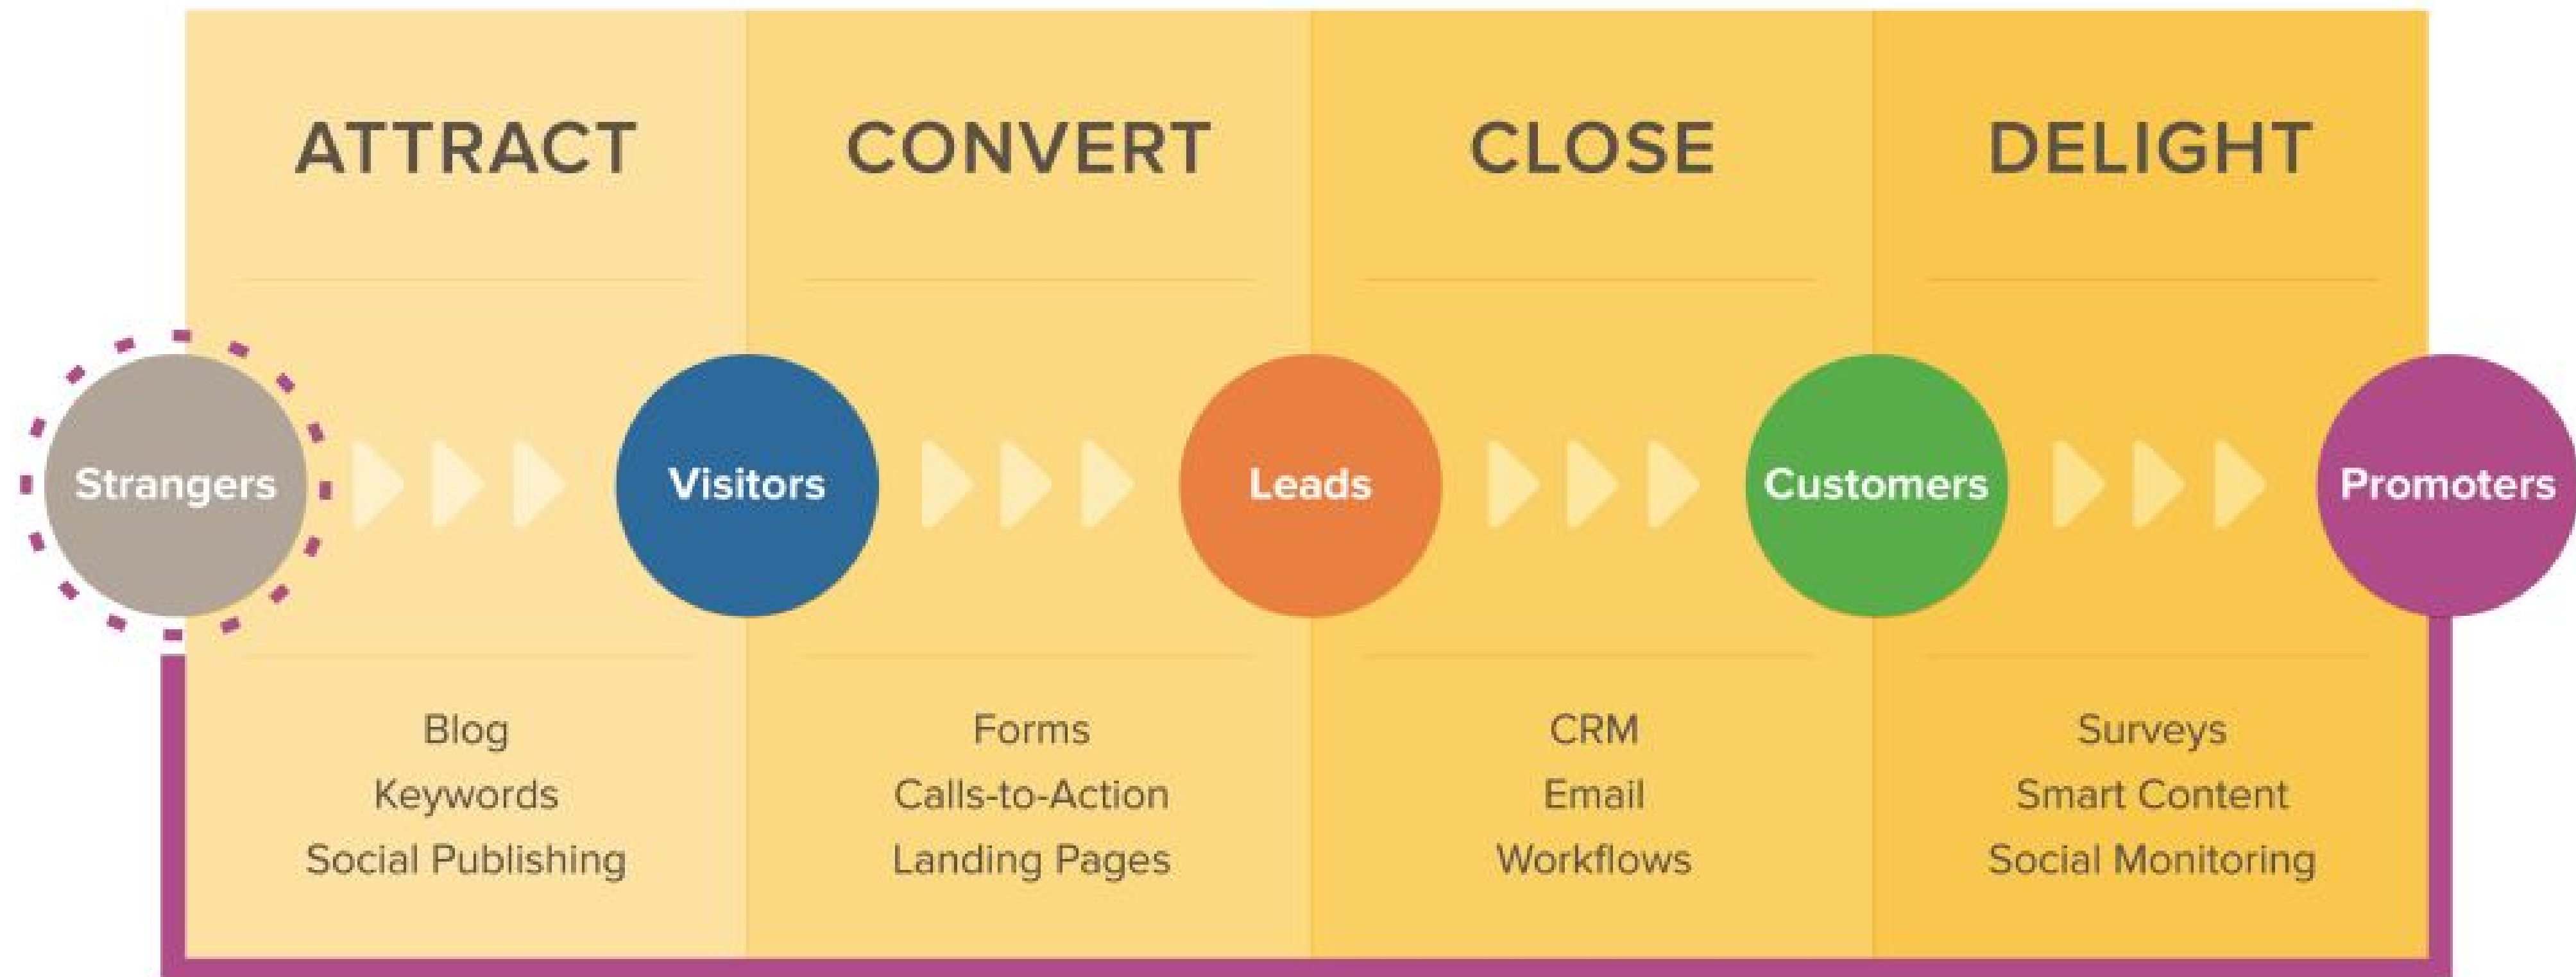 ATTRACT
CONVERT
CLOSE
DELIGHT
Strangers
Visitors
Leads
Customers
Promoters
Blog
Keywords
Social Publishing
Forms
Calls-to-Action
Landing Pages
CRM
Email
Workflows
Surveys
Smart Content
Social Monitoring